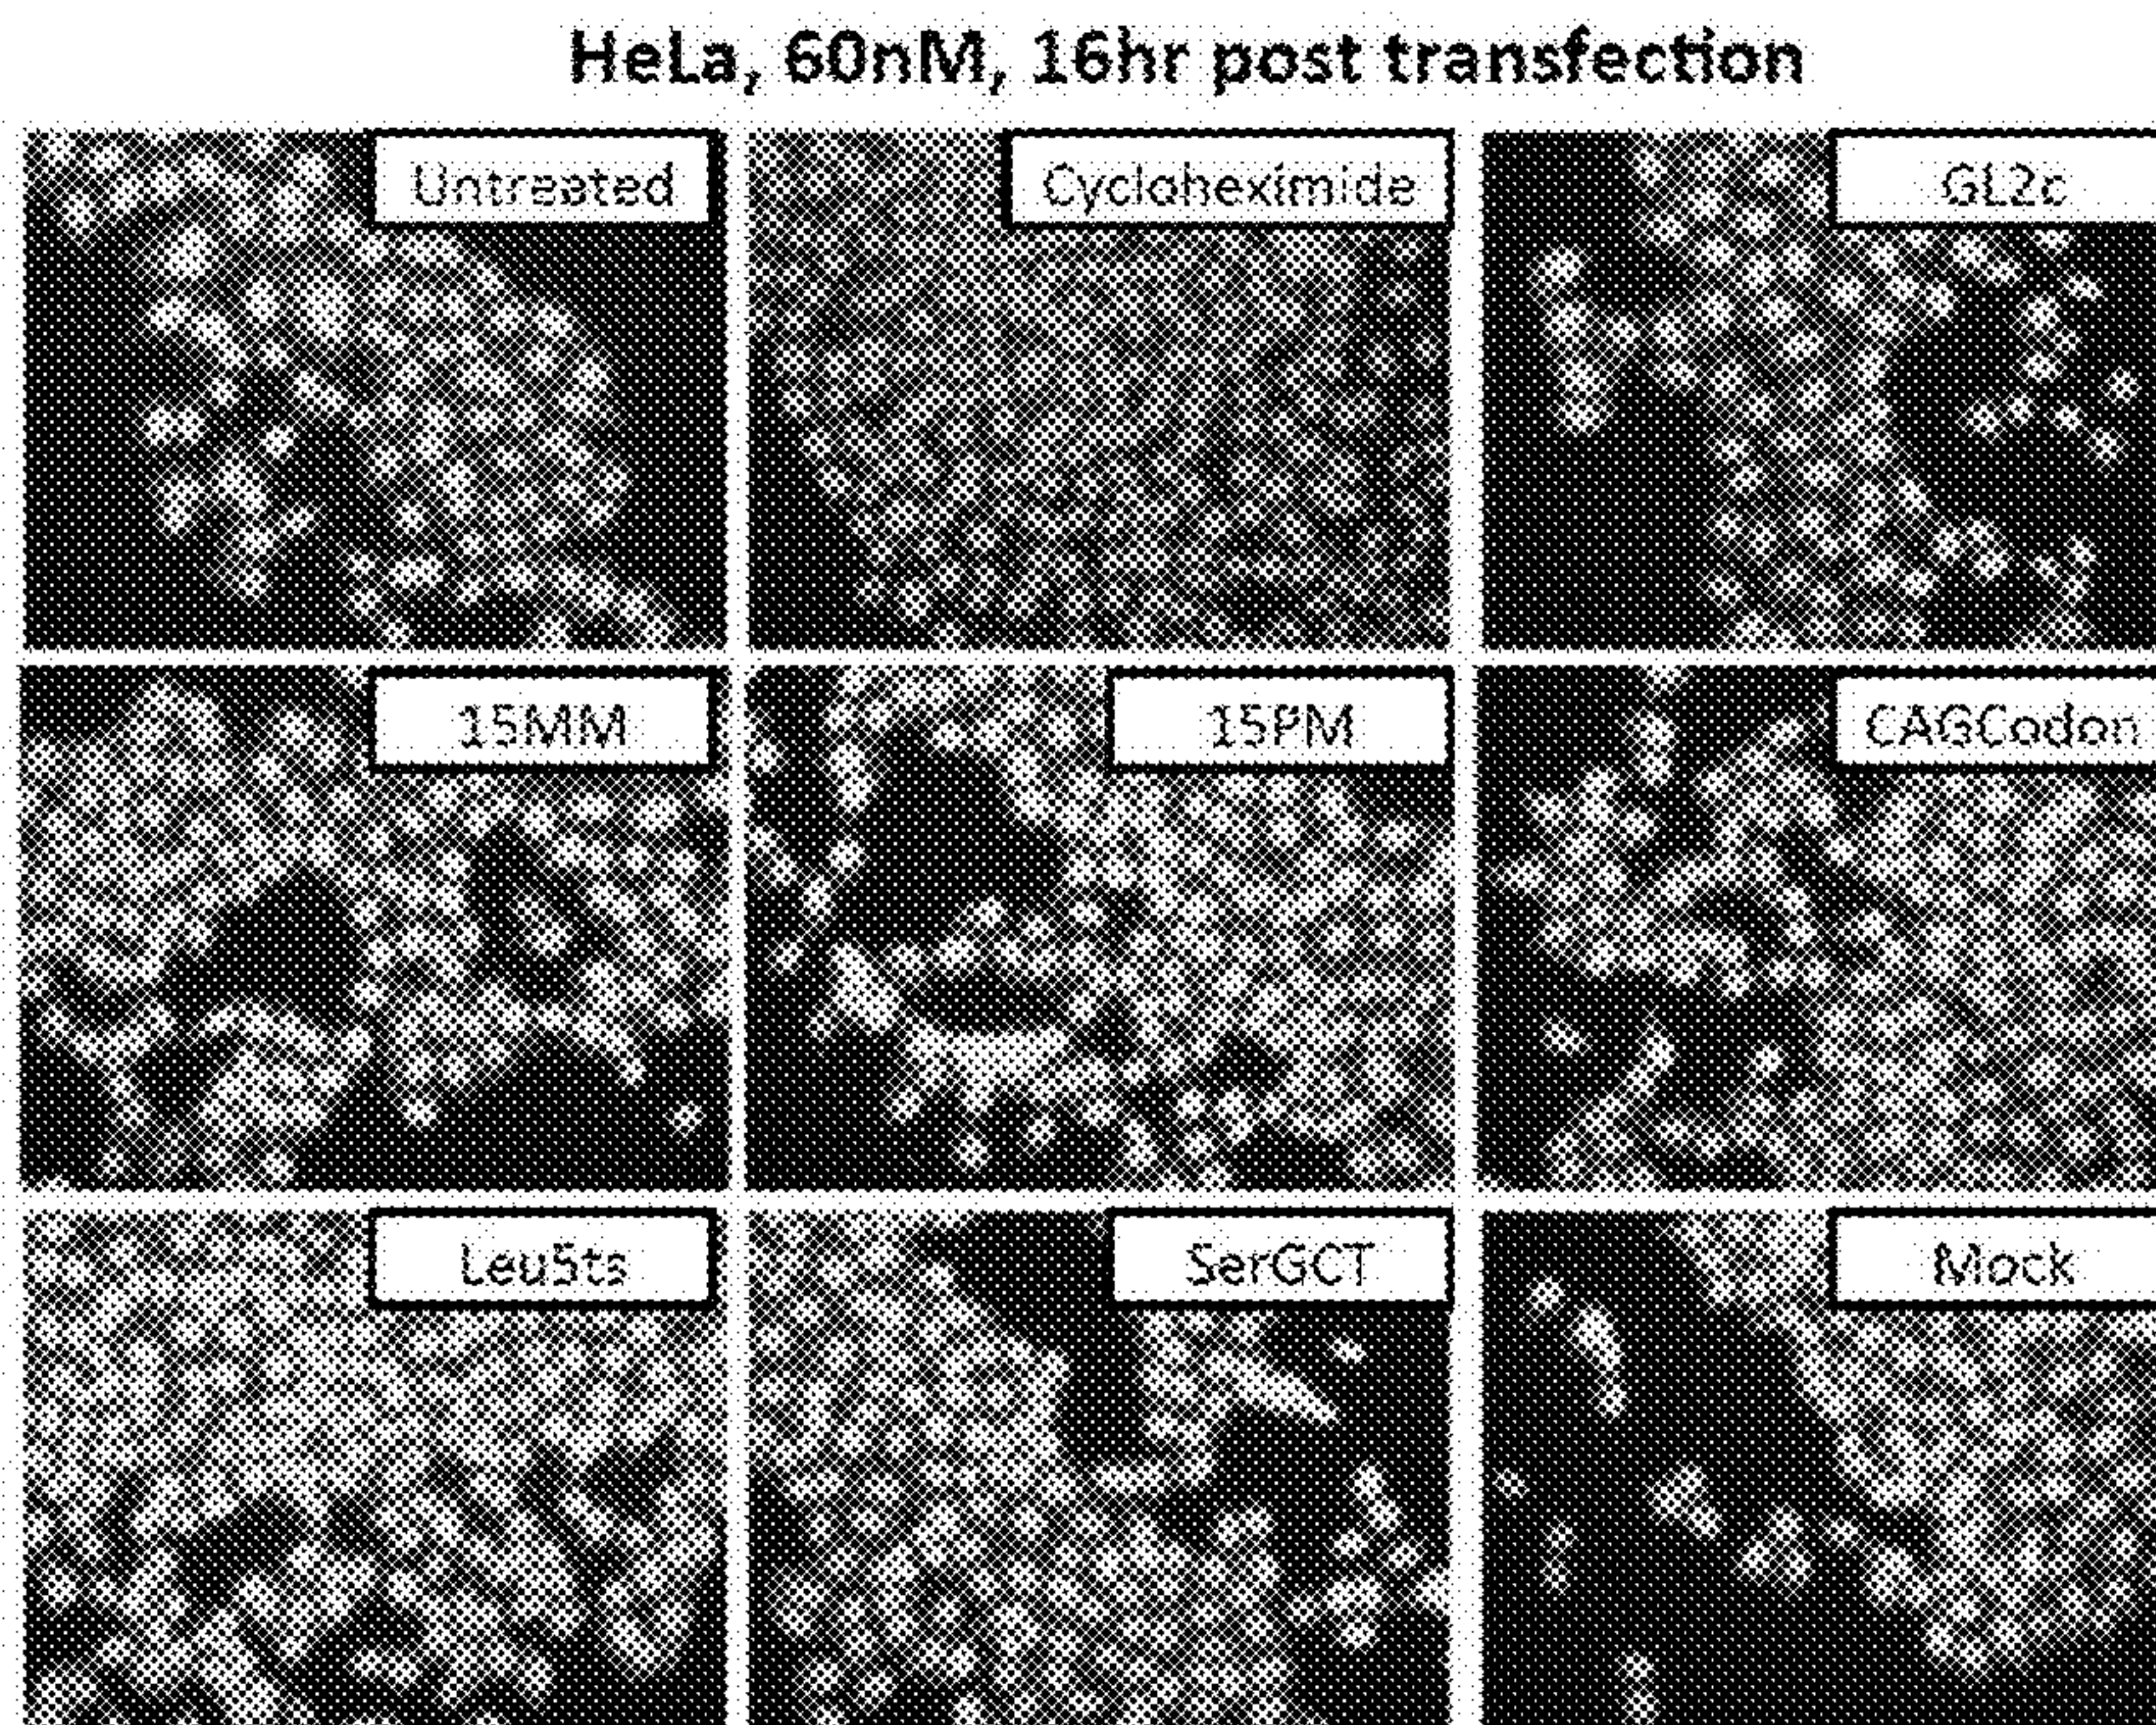 HeLa, 60nM, 16hr post transfection
Untreated
Cycloheximide
GL2c
15MM
15PM
CAGCodon
Leu5ts
SerGCT
Mock